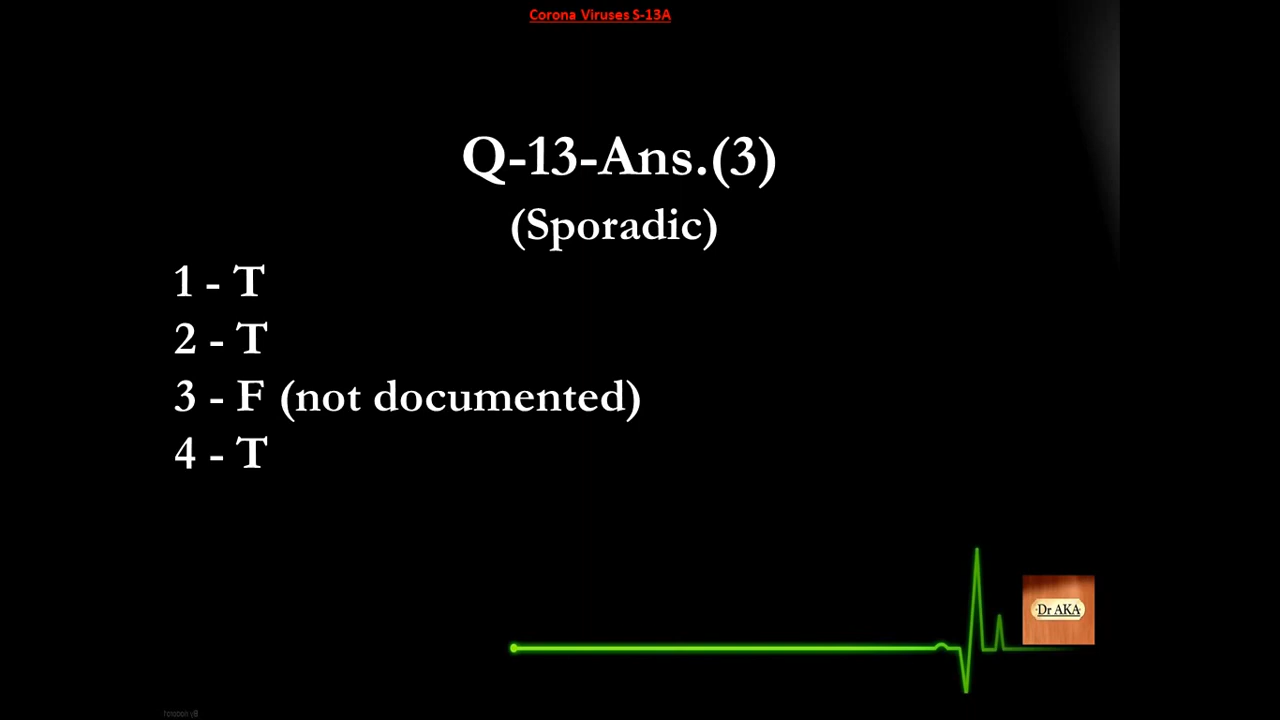 Corona Viruses S-13A
Q-13-Ans.(3)
(Sporadic)
1 - T
2 - T
3 - F (not documented)
4 - T
Dr AKA